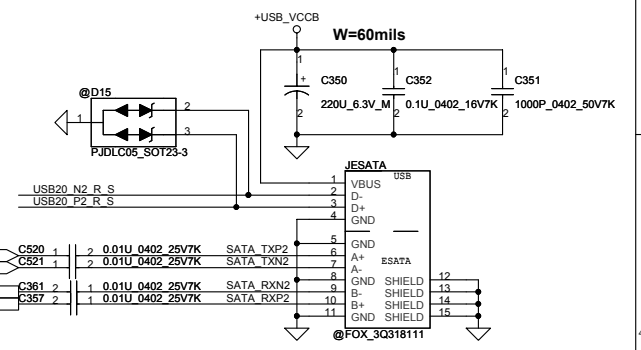 +USB_VCCB
W=60mils
1 1 1
+ C350 C352 C351
220U_6.3V_M 0.1U_0402_16V7K 1000P_0402_50V7K
2 2 2
@D15
1 2
3
PJDLC05_SOT23-3
JESATA
USB
USB20_N2_R_S
USB20_P2_R_S
1 VBUS
2 D-
3 D+
4 GND
5 GND
C520 1 2 0.01U_0402_25V7K SATA_TXP2 6 A+
C521 1 2 0.01U_0402_25V7K SATA_TXN2 7 A-
ESATA
8 GND SHIELD 12
C361 2 1 0.01U_0402_25V7K SATA_RXN2 9 B- SHIELD 13
C357 2 1 0.01U_0402_25V7K SATA_RXP2 10 B+ SHIELD 14
11 GND SHIELD 15
@FOX_3Q318111